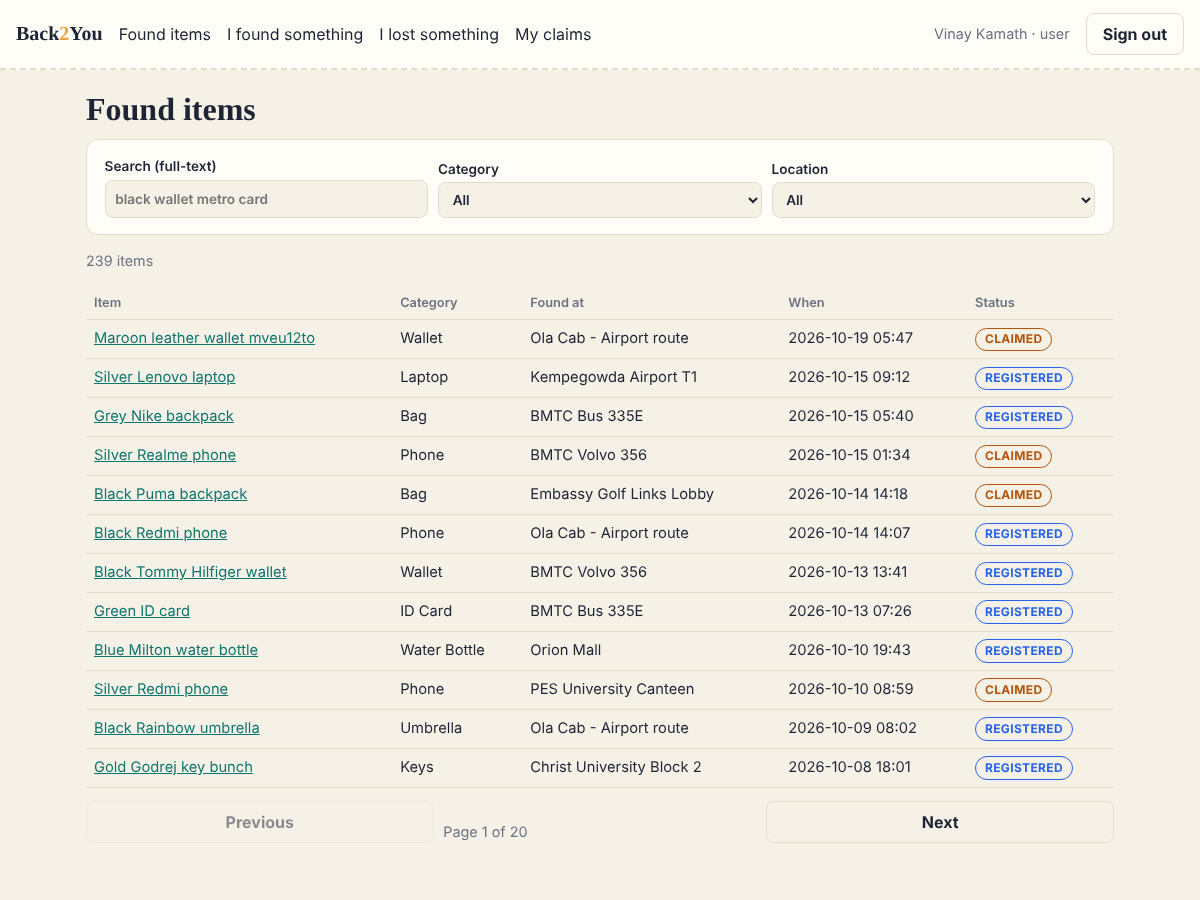 Back2You Found items I found something I lost something My claims Vinay Kamath · user Sign out
Found items
Search (full-text) Category Location
black wallet metro card All All
239 items
Item Category Found at When Status
Maroon leather wallet mveu12to Wallet Ola Cab - Airport route 2026-10-19 05:47 CLAIMED
Silver Lenovo laptop Laptop Kempegowda Airport T1 2026-10-15 09:12 REGISTERED
Grey Nike backpack Bag BMTC Bus 335E 2026-10-15 05:40 REGISTERED
Silver Realme phone Phone BMTC Volvo 356 2026-10-15 01:34 CLAIMED
Black Puma backpack Bag Embassy Golf Links Lobby 2026-10-14 14:18 CLAIMED
Black Redmi phone Phone Ola Cab - Airport route 2026-10-14 14:07 REGISTERED
Black Tommy Hilfiger wallet Wallet BMTC Volvo 356 2026-10-13 13:41 REGISTERED
Green ID card ID Card BMTC Bus 335E 2026-10-13 07:26 REGISTERED
Blue Milton water bottle Water Bottle Orion Mall 2026-10-10 19:43 REGISTERED
Silver Redmi phone Phone PES University Canteen 2026-10-10 08:59 CLAIMED
Black Rainbow umbrella Umbrella Ola Cab - Airport route 2026-10-09 08:02 REGISTERED
Gold Godrej key bunch Keys Christ University Block 2 2026-10-08 18:01 REGISTERED
Previous Page 1 of 20 Next